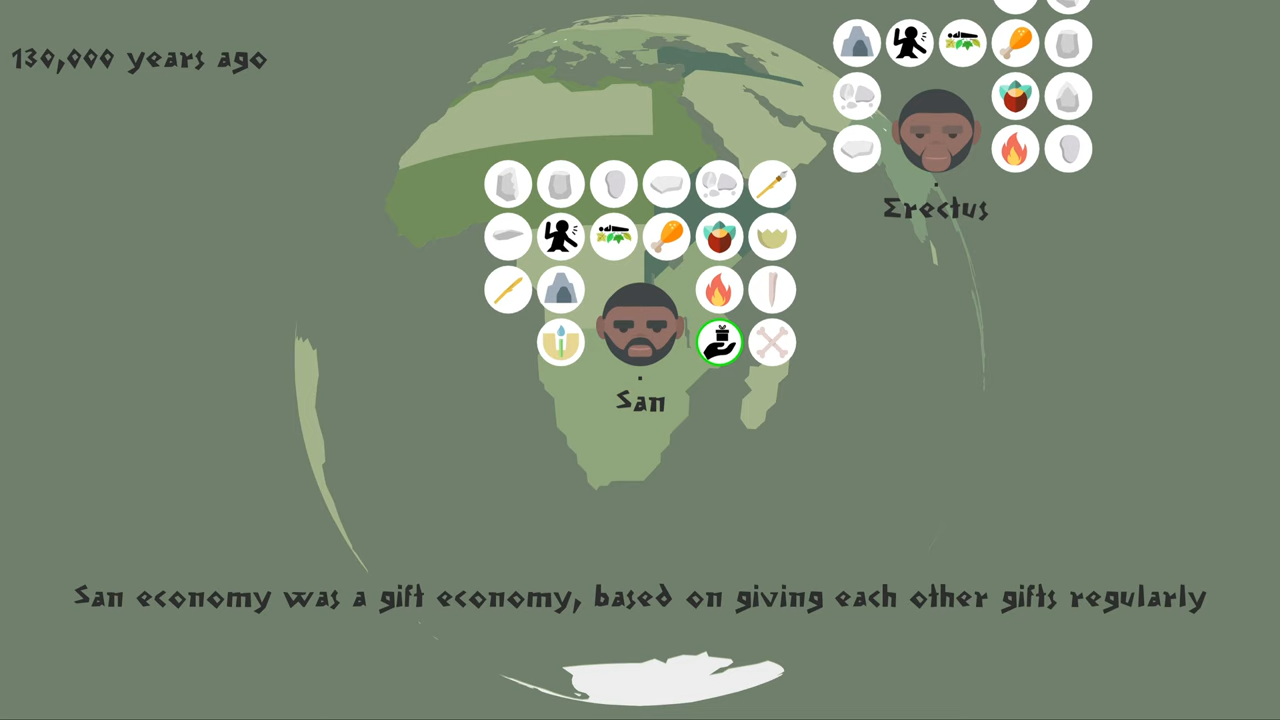 130,000 years ago
Erectus
San
San economy was a gift economy, based on giving each other gifts regularly